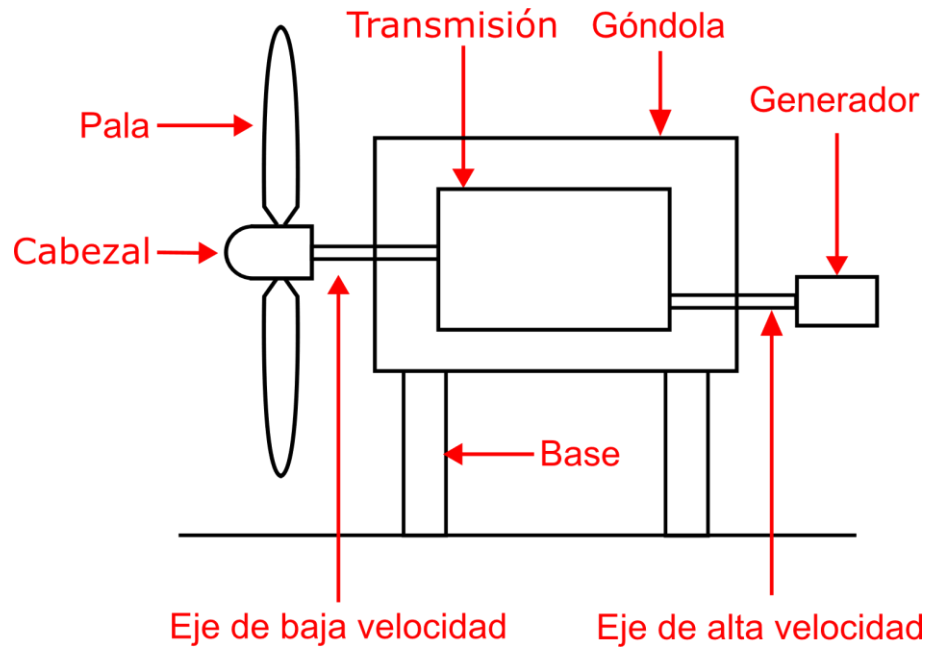 Transmisión
Góndola
Generador
Pala
Cabezal
Base
Eje de baja velocidad
Eje de alta velocidad